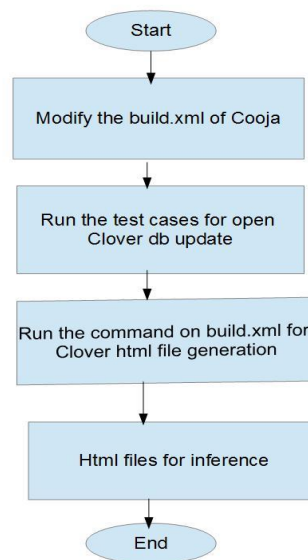 Start
Modify the build.xml of Cooja
Run the test cases for open
Clover db update
Run the command on build.xml for
Clover html file generation
Html files for inference
End